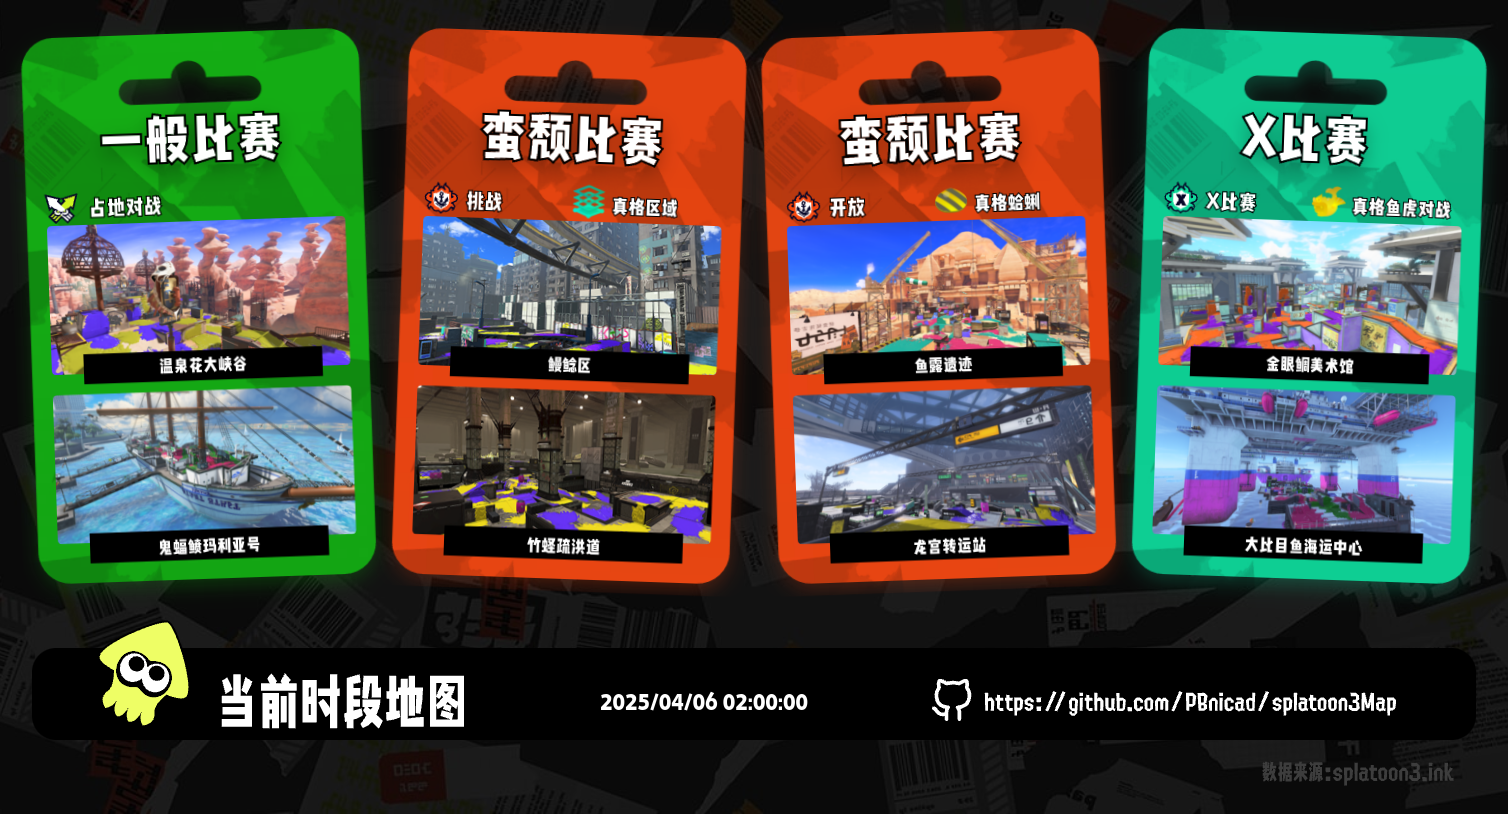 一般比赛
占地对战
温泉花大峡谷
鬼蝠鲼玛利亚号
蛮颓比赛
挑战
真格区域
鳗鲶区
竹蛏疏洪道
蛮颓比赛
开放
真格蛤蜊
鱼露遗迹
龙宫转运站
X比赛
X比赛
真格鱼虎对战
金眼鲷美术馆
大比目鱼海运中心
当前时段地图
2025/04/06 02:00:00
https://github.com/PBnicad/splatoon3Map
数据来源:splatoon3.ink